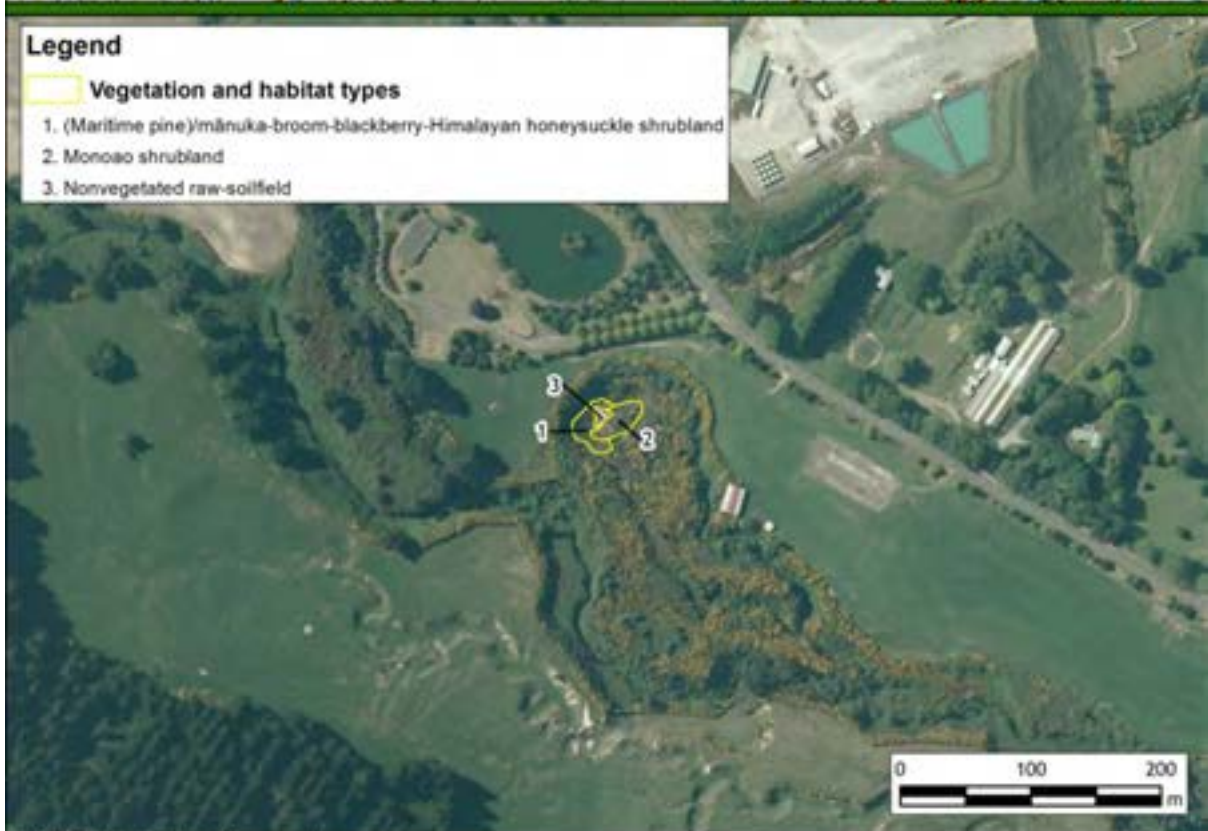 Legend
Vegetation and habitat types
1. (Maritime pine)/mānuka-broom-blackberry-Himalayan honeysuckle shrubland
2. Monoao shrubland
3. Nonvegetated raw-soilfield
3
1
2
0 100 200
m